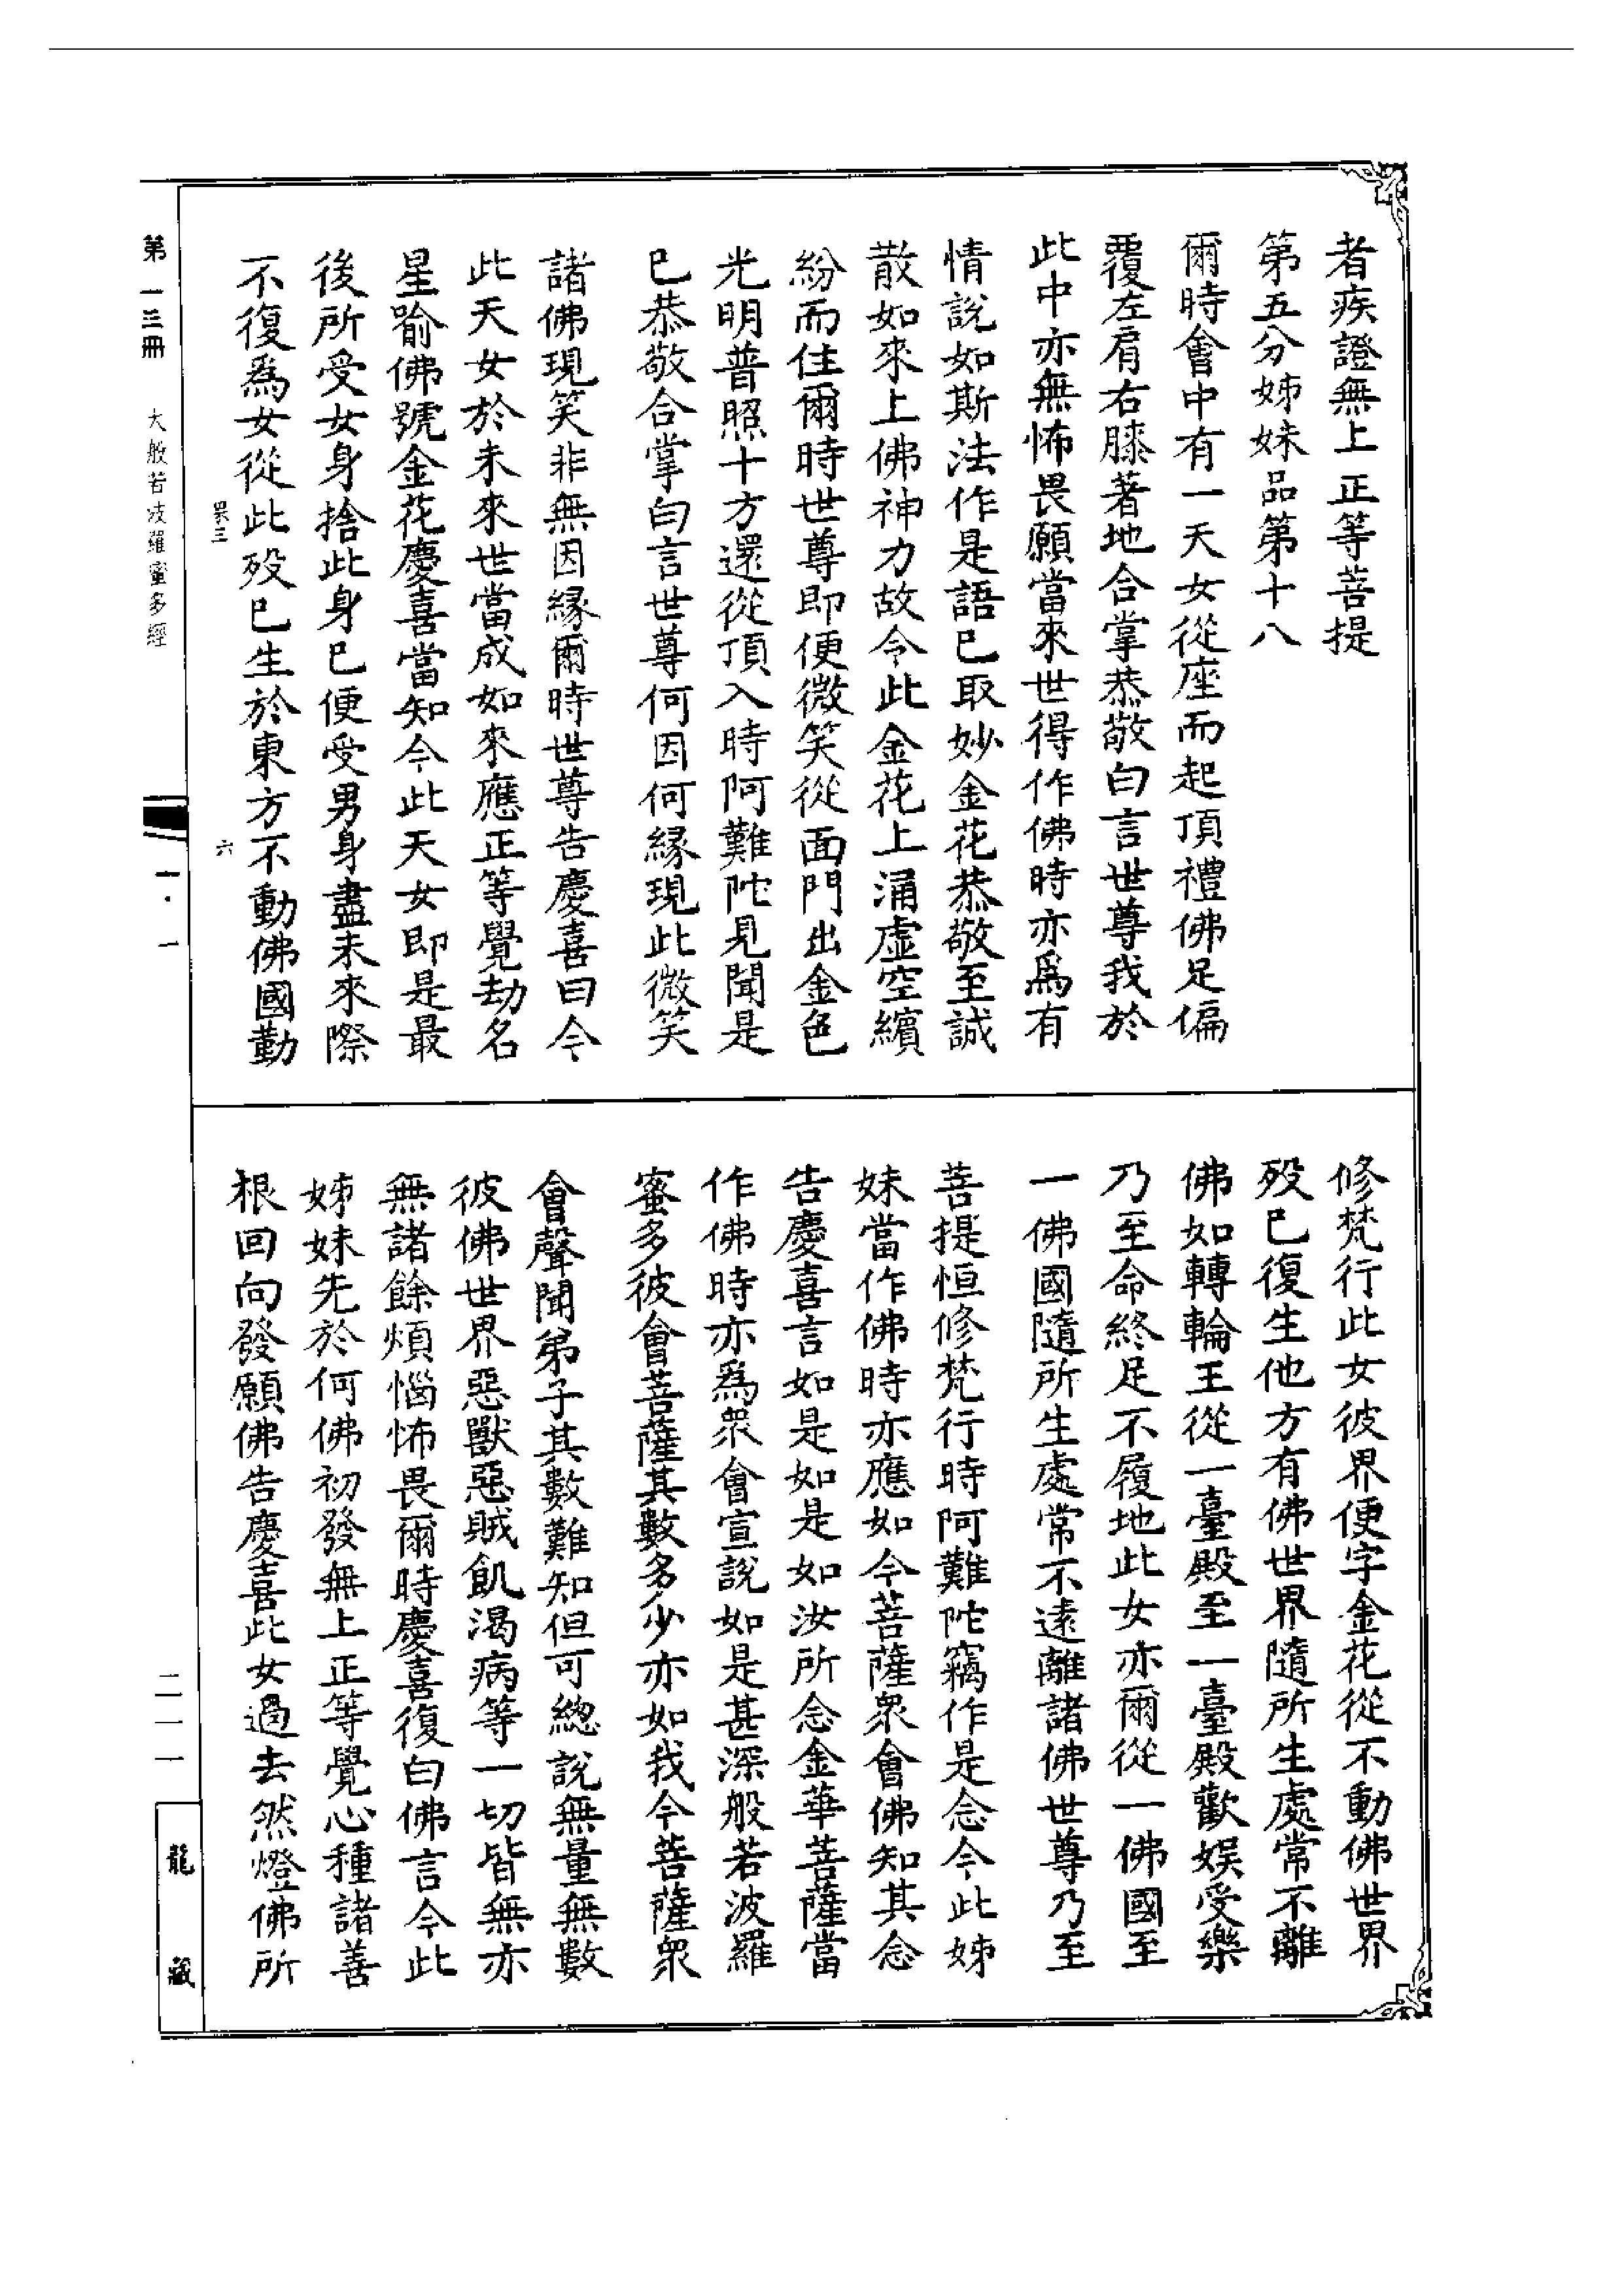 者疾證無上正等菩提
第五分姊妹品第十八
爾時會中有一天女從座而起頂禮佛足偏
覆左肩右膝著地合掌恭敬白言世尊我於
此中亦無怖畏願當來世得作佛時亦爲有
情說如斯法作是語已取妙金花恭敬至誠
散如來上佛神力故令此金花上涌虛空繽
紛而住爾時世尊即便微笑從面門出金色
光明普照十方還從頂入時阿難陀見聞是
已恭敬合掌白言世尊何因何緣現此微笑
諸佛現笑非無因緣爾時世尊告慶喜曰今
此天女於未來世當成如來應正等覺劫名
星喻佛號金花慶喜當知今此天女即是最
後所受女身捨此身已便受男身盡未來際
不復爲女從此歿已生於東方不動佛國勤
修梵行此女彼界便字金花從不動佛世界
歿已復生他方有佛世界隨所生處常不離
佛如轉輪王從一臺殿至一臺殿歡娛受樂
乃至命終足不履地此女亦爾從一佛國至
一佛國隨所生處常不遠離諸佛世尊乃至
菩提恒修梵行時阿難陀竊作是念今此姊
妹當作佛時亦應如今菩薩眾會佛知其念
告慶喜言如是如是如汝所念金華菩薩當
作佛時亦爲眾會宣說如是甚深般若波羅
蜜多彼會菩薩其數多少亦如我今菩薩眾
會聲聞弟子其數難知但可總說無量無數
彼佛世界惡獸惡賊飢渴病等一切皆無亦
無諸餘煩惱怖畏爾時慶喜復白佛言今此
姊妹先於何佛初發無上正等覺心種諸善
根回向發願佛告慶喜此女過去然燈佛所
第一三冊
大般若波羅蜜多經
一·一
二一一
龍藏
六